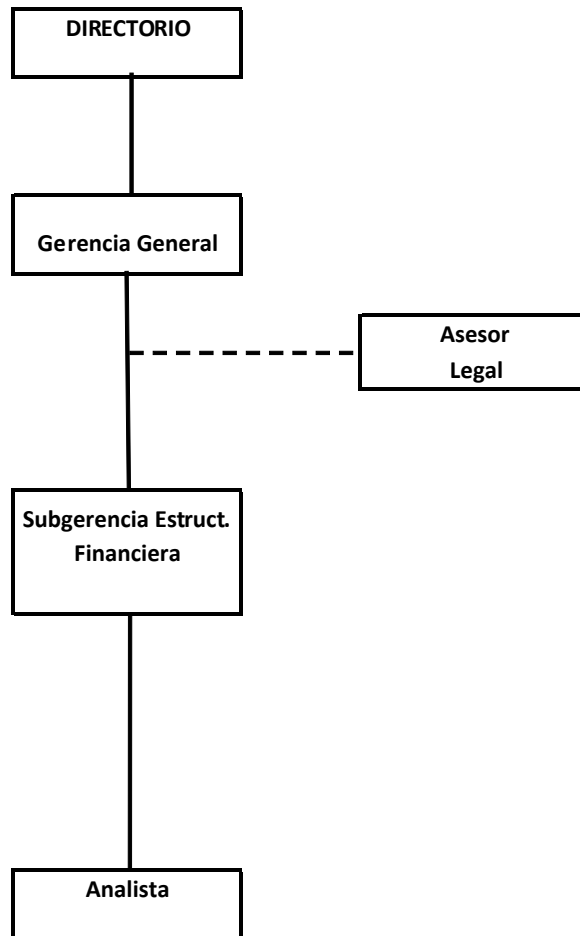 DIRECTORIO
Gerencia General
Asesor
Legal
Subgerencia Estruct.
Financiera
Analista